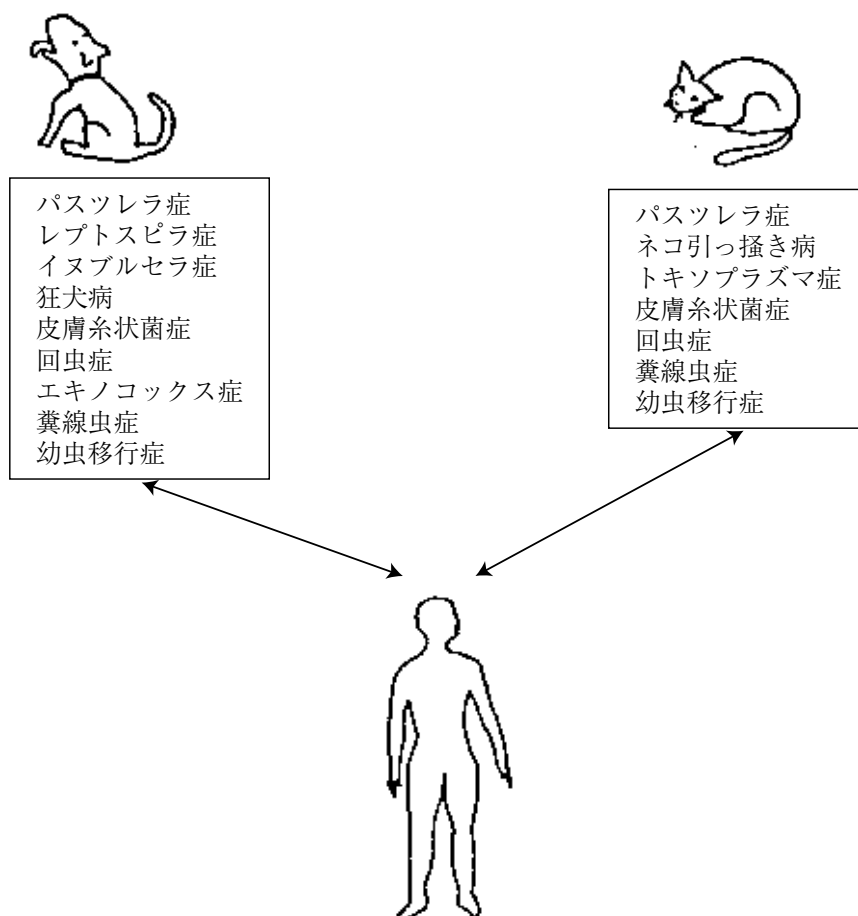 パスツレラ症
レプトスピラ症
イヌブルセラ症
狂犬病
皮膚糸状菌症
回虫症
エキノコックス症
糞線虫症
幼虫移行症
パスツレラ症
ネコ引っ掻き病
トキソプラズマ症
皮膚糸状菌症
回虫症
糞線虫症
幼虫移行症